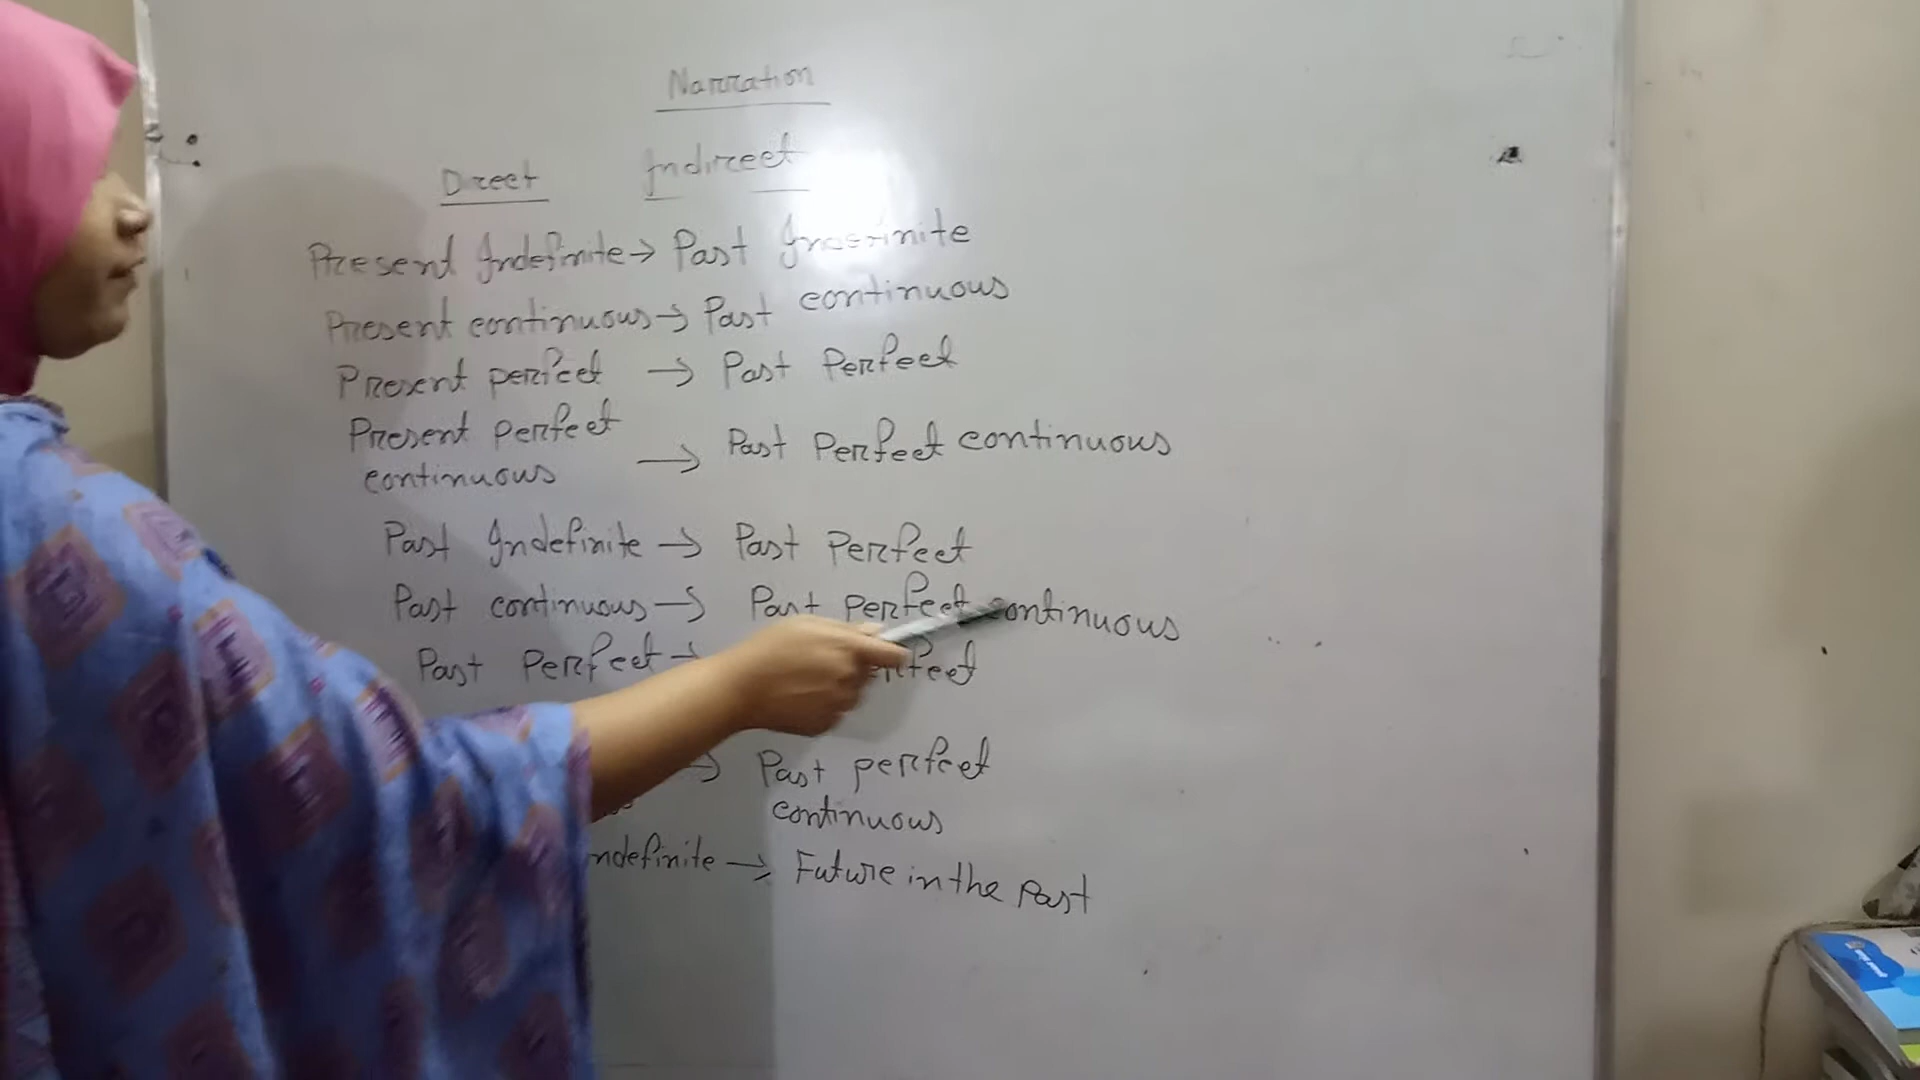 Narration
Direct Indirect
Present Indefinite → Past Indefinite
Present continuous → Past continuous
Present perfect → Past Perfect
Present perfect
continuous → Past Perfect continuous
Past Indefinite → Past Perfect
Past continuous → Past perfect continuous
Past Perfect →
→ Past perfect
continuous
ndefinite → Future in the Past